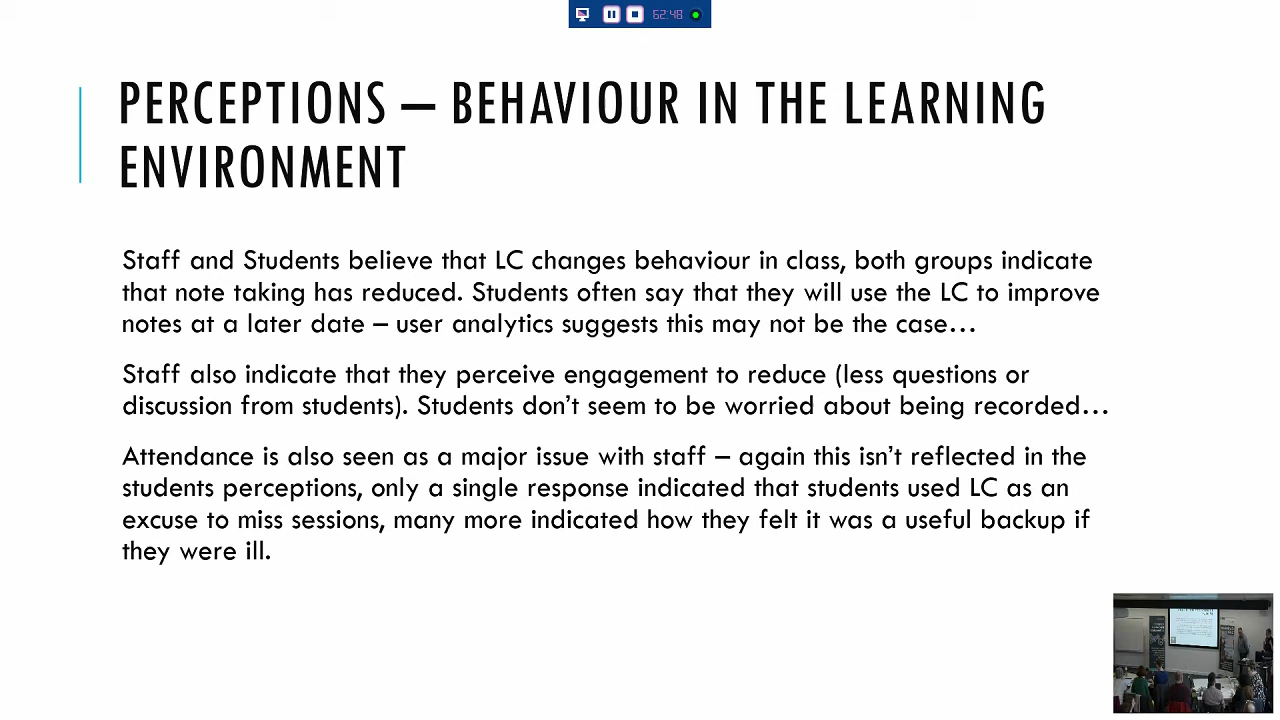 62:48
PERCEPTIONS – BEHAVIOUR IN THE LEARNING
ENVIRONMENT
Staff and Students believe that LC changes behaviour in class, both groups indicate
that note taking has reduced. Students often say that they will use the LC to improve
notes at a later date – user analytics suggests this may not be the case…
Staff also indicate that they perceive engagement to reduce (less questions or
discussion from students). Students don't seem to be worried about being recorded…
Attendance is also seen as a major issue with staff – again this isn't reflected in the
students perceptions, only a single response indicated that students used LC as an
excuse to miss sessions, many more indicated how they felt it was a useful backup if
they were ill.